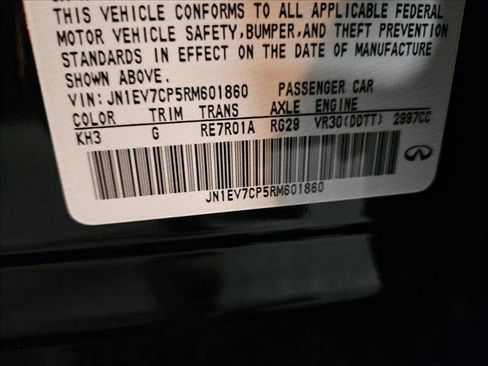 THIS VEHICLE CONFORMS TO ALL APPLICABLE FEDERAL
MOTOR VEHICLE SAFETY,BUMPER,AND THEFT PREVENTION
STANDARDS IN EFFECT ON THE DATE OF MANUFACTURE
SHOWN ABOVE.
VIN: JN1EV7CP5RM601860 PASSENGER CAR
COLOR TRIM TRANS AXLE ENGINE
KH3 G RE7R01A RG29 VR30(DDTT) 2997CC
JN1EV7CP5RM601860